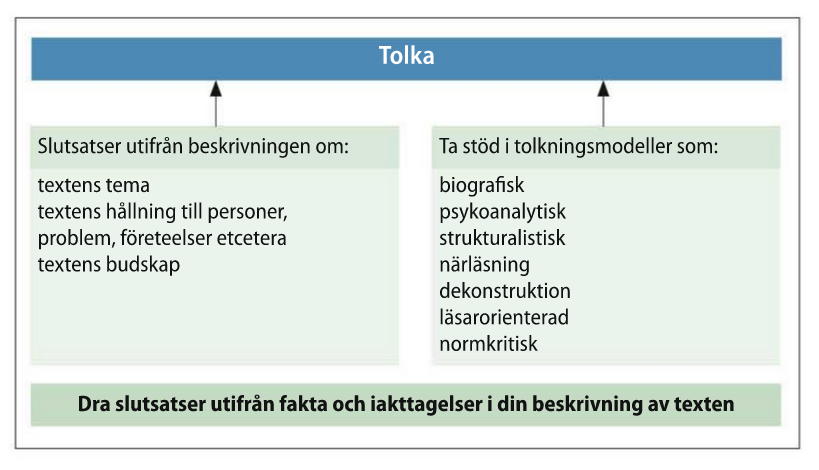 Tolka
Slutsatser utifrån beskrivningen om:
textens tema
textens hållning till personer,
problem, företeelser etcetera
textens budskap
Ta stöd i tolkningsmodeller som:
biografisk
psykoanalytisk
strukturalistisk
närläsning
dekonstruktion
läsarorienterad
normkritisk
Dra slutsatser utifrån fakta och iakttagelser i din beskrivning av texten